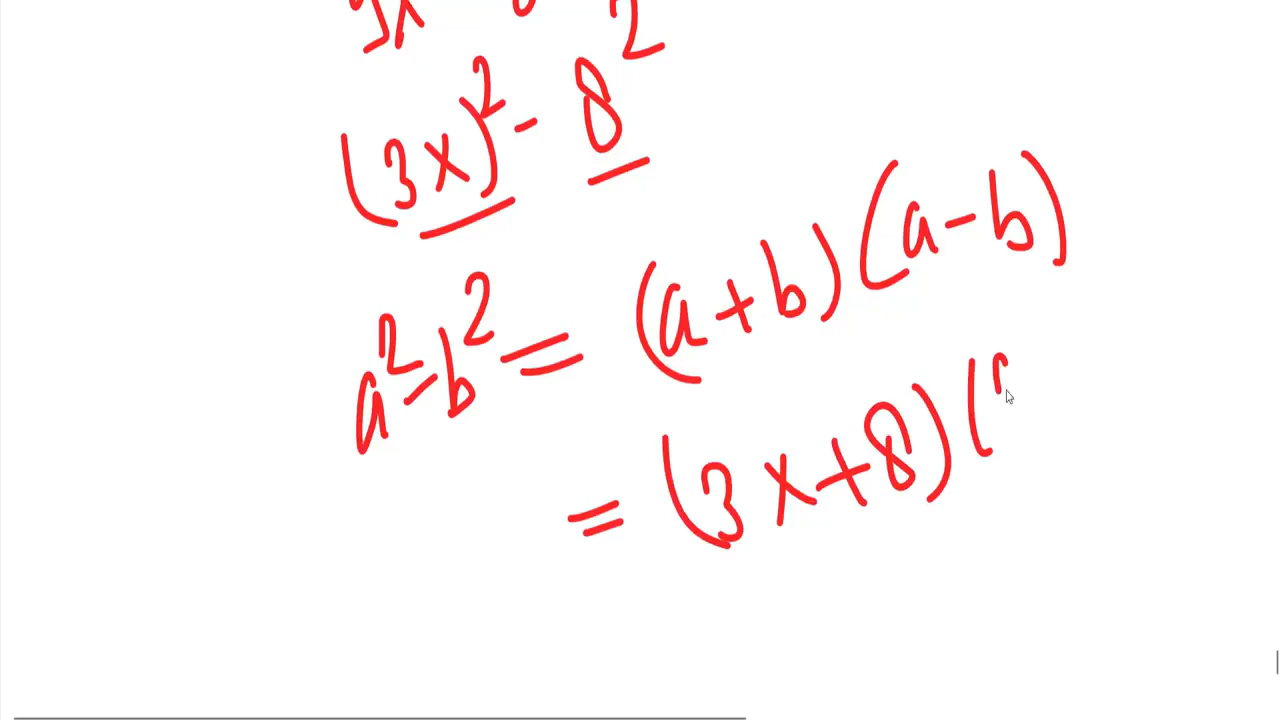 (3x)² - 8²
a² - b² = (a + b) (a - b)
= (3x + 8) (